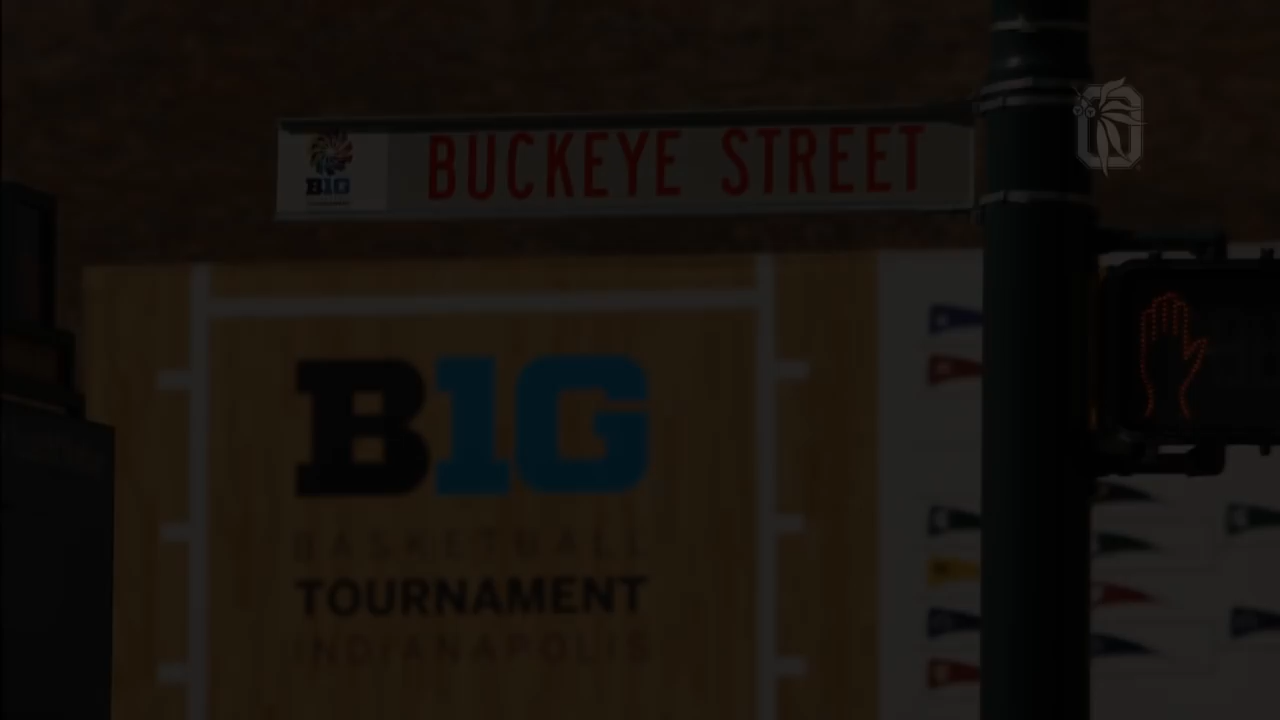 BUCKEYE STREET
B1G
B1G
BASKETBALL
TOURNAMENT
INDIANAPOLIS